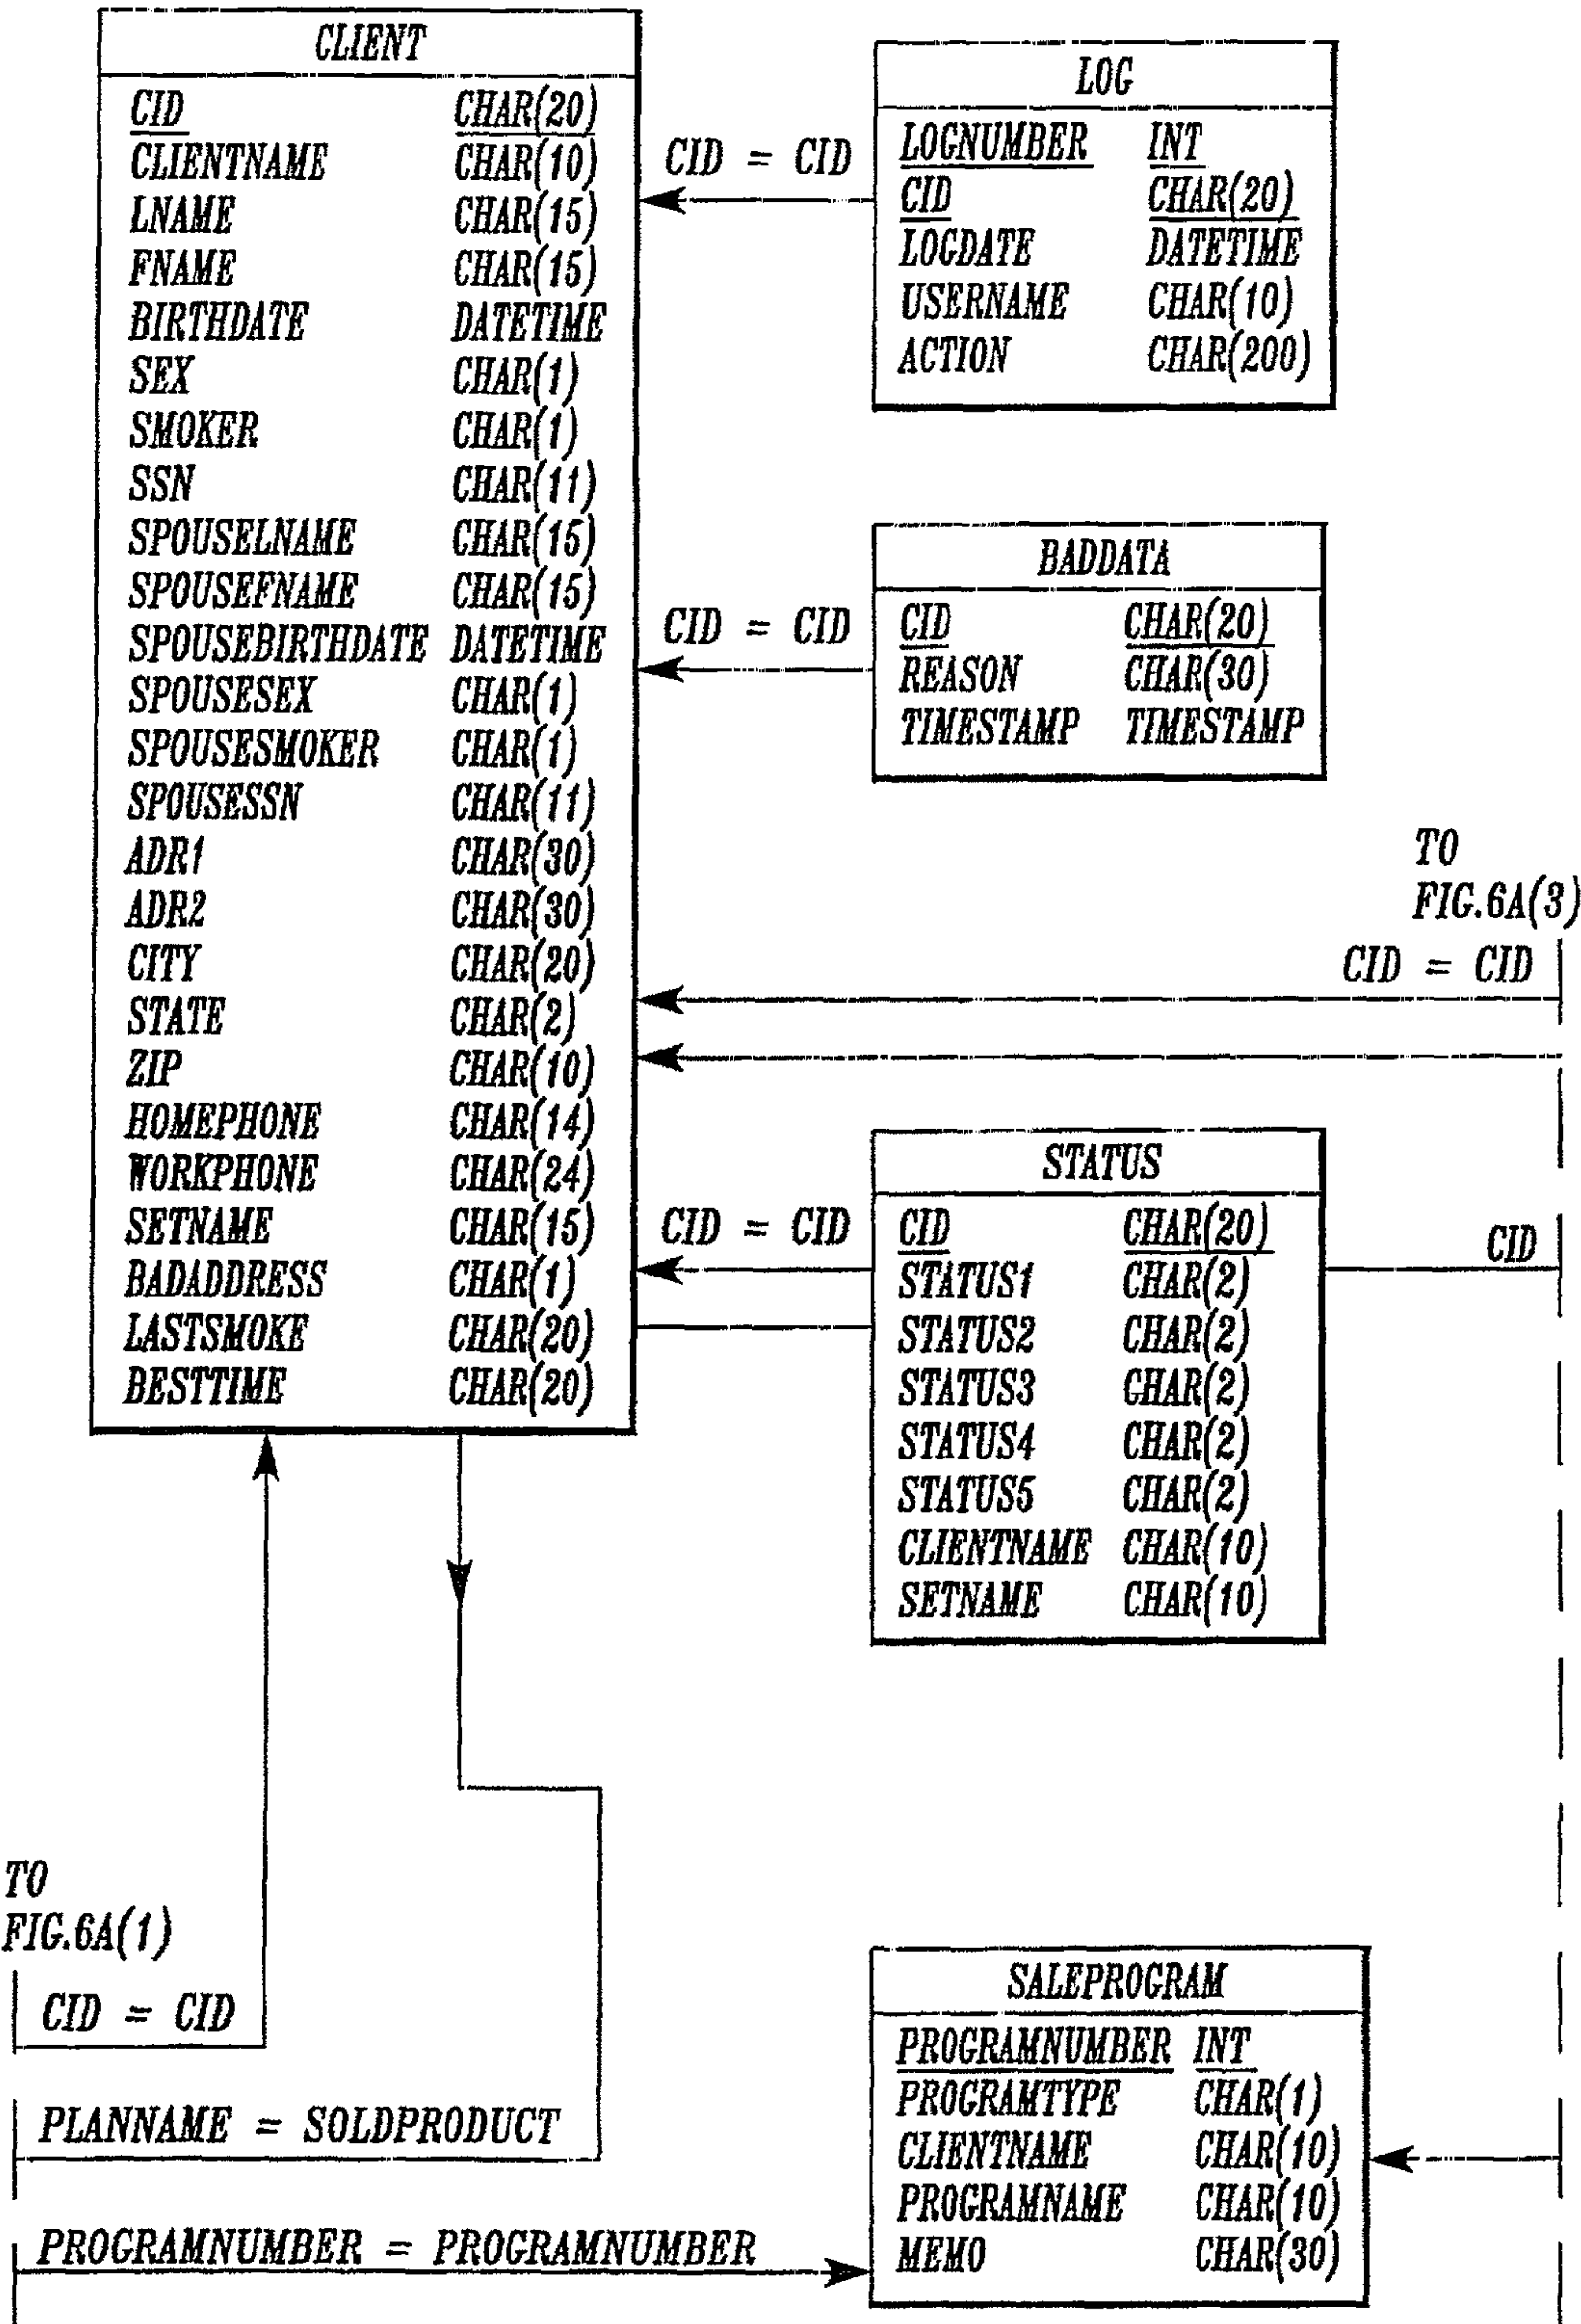 CLIENT
CID CHAR(20)
CLIENTNAME CHAR(10)
LNAME CHAR(15)
FNAME CHAR(15)
BIRTHDATE DATETIME
SEX CHAR(1)
SMOKER CHAR(1)
SSN CHAR(11)
SPOUSELNAME CHAR(15)
SPOUSEFNAME CHAR(15)
SPOUSEBIRTHDATE DATETIME
SPOUSESEX CHAR(1)
SPOUSESMOKER CHAR(1)
SPOUSESSN CHAR(11)
ADR1 CHAR(30)
ADR2 CHAR(30)
CITY CHAR(20)
STATE CHAR(2)
ZIP CHAR(10)
HOMEPHONE CHAR(14)
WORKPHONE CHAR(24)
SETNAME CHAR(15)
BADADDRESS CHAR(1)
LASTSMOKE CHAR(20)
BESTTIME CHAR(20)
CID = CID
LOG
LOGNUMBER INT
CID CHAR(20)
LOGDATE DATETIME
USERNAME CHAR(10)
ACTION CHAR(200)
CID = CID
BADDATA
CID CHAR(20)
REASON CHAR(30)
TIMESTAMP TIMESTAMP
TO
FIG.6A(3)
CID = CID
CID = CID
STATUS
CID CHAR(20)
STATUS1 CHAR(2)
STATUS2 CHAR(2)
STATUS3 CHAR(2)
STATUS4 CHAR(2)
STATUS5 CHAR(2)
CLIENTNAME CHAR(10)
SETNAME CHAR(10)
CID
TO
FIG.6A(1)
CID = CID
PLANNAME = SOLDPRODUCT
PROGRAMNUMBER = PROGRAMNUMBER
SALEPROGRAM
PROGRAMNUMBER INT
PROGRAMTYPE CHAR(1)
CLIENTNAME CHAR(10)
PROGRAMNAME CHAR(10)
MEMO CHAR(30)